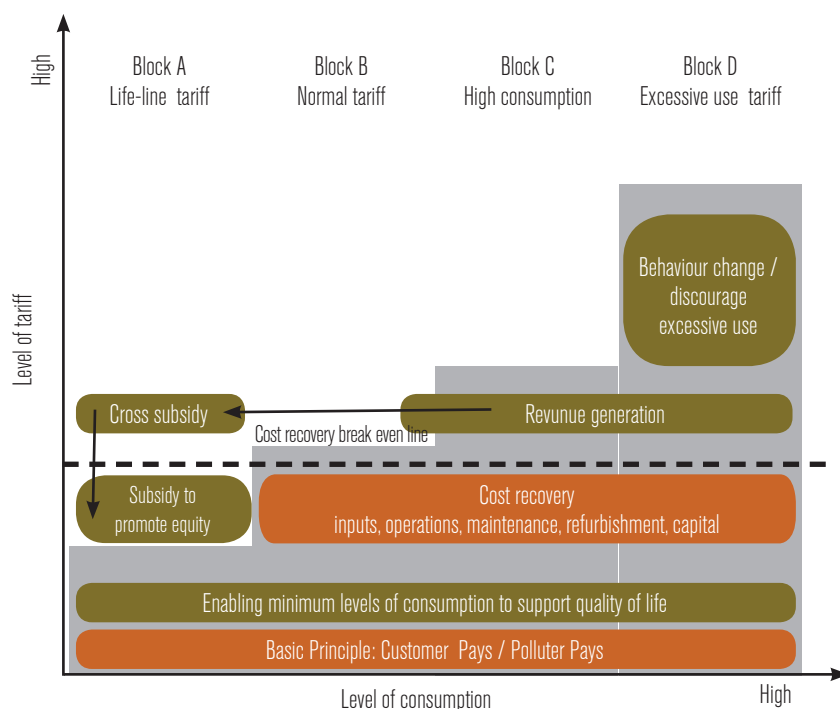 High
Block A
Life-line tariff
Block B
Normal tariff
Block C
High consumption
Block D
Excessive use tariff
Level of tariff
Behaviour change /
discourage
excessive use
Cross subsidy
Revunue generation
Cost recovery break even line
Subsidy to
promote equity
Cost recovery
inputs, operations, maintenance, refurbishment, capital
Enabling minimum levels of consumption to support quality of life
Basic Principle: Customer Pays / Polluter Pays
Level of consumption
High